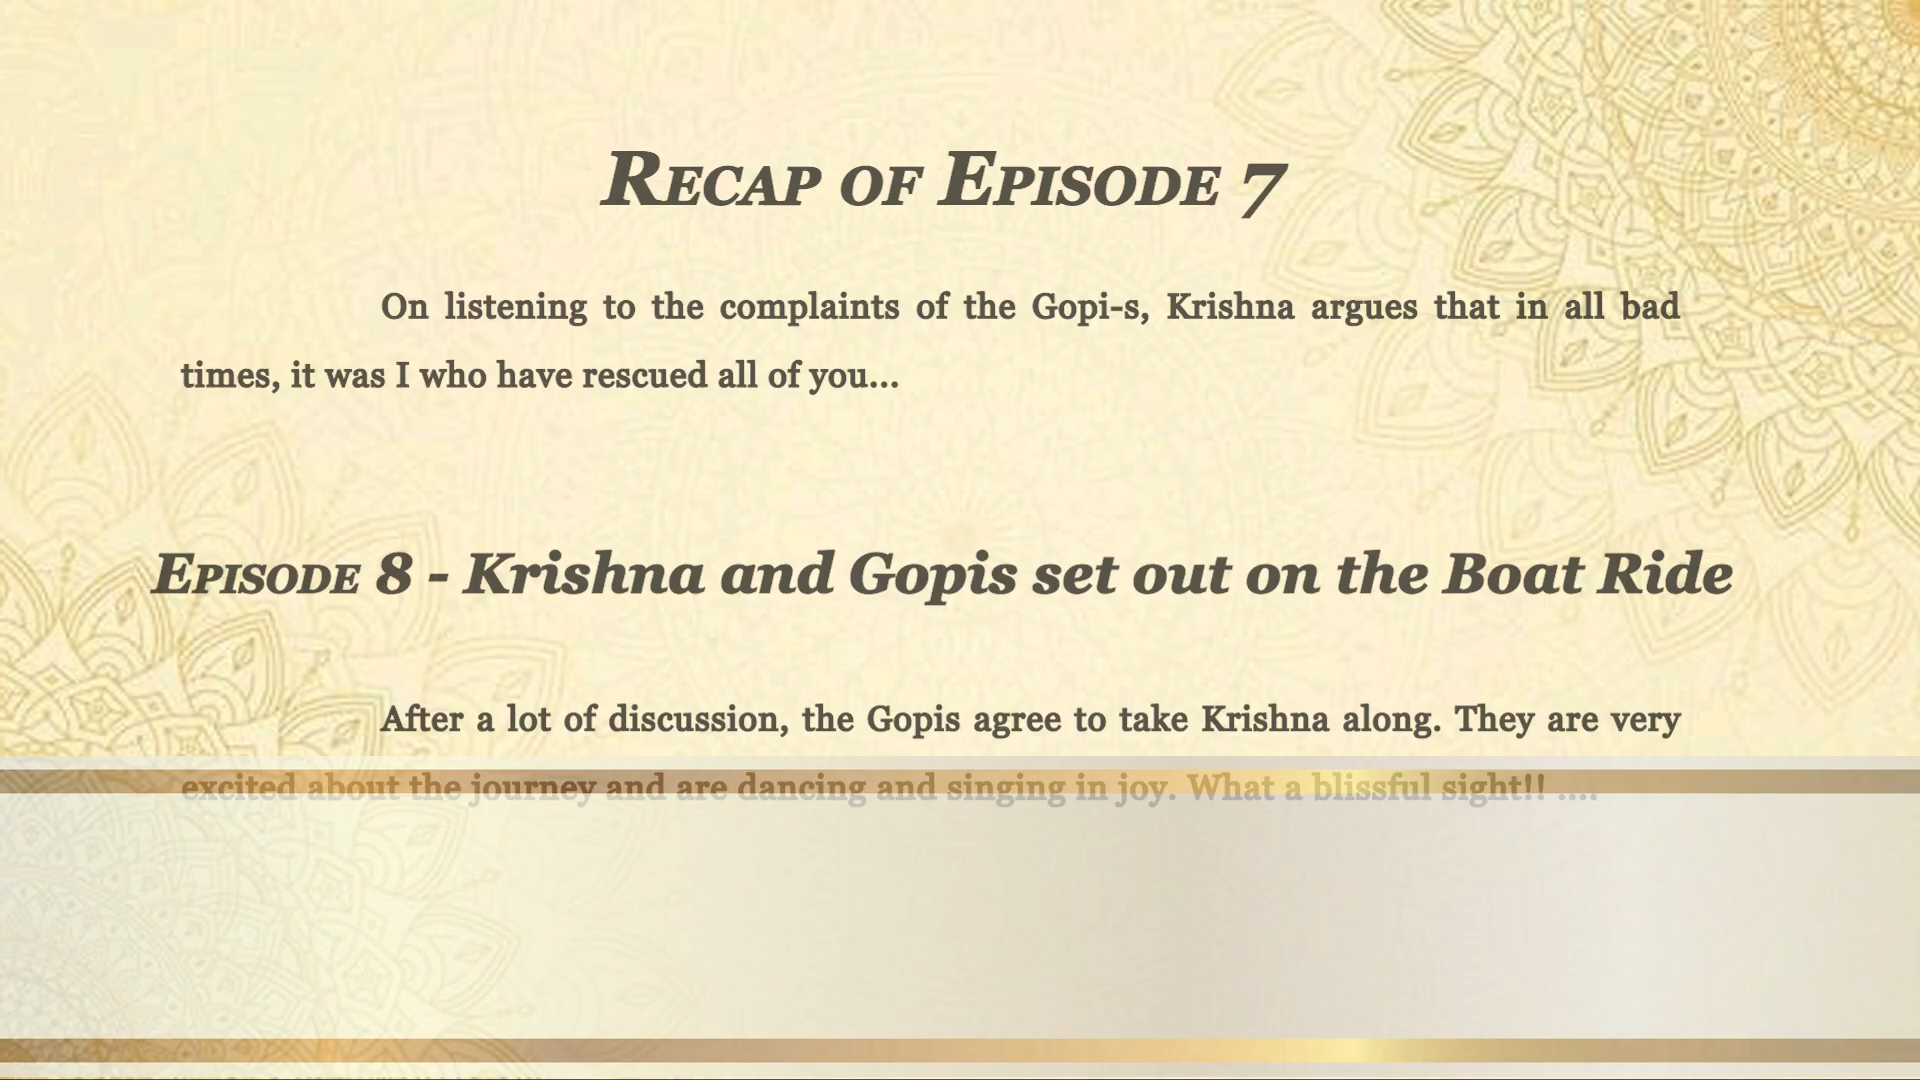 Recap of Episode 7
On listening to the complaints of the Gopi-s, Krishna argues that in all bad
times, it was I who have rescued all of you...
Episode 8 - Krishna and Gopis set out on the Boat Ride
After a lot of discussion, the Gopis agree to take Krishna along. They are very
excited about the journey and are dancing and singing in joy. What a blissful sight!! ....